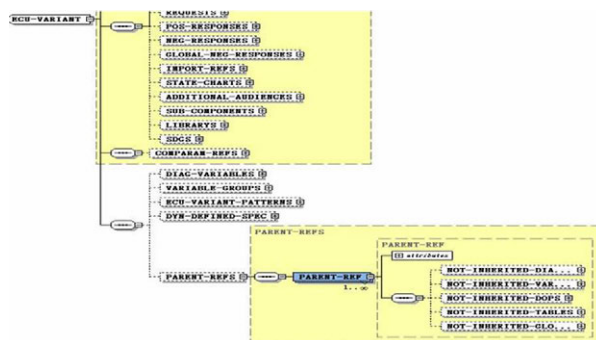 ECU-VARIANT
REQUESTS
POS-RESPONSES
NEG-RESPONSES
GLOBAL-NEG-RESPONSES
IMPORT-REFS
STATE-CHARTS
ADDITIONAL-AUDIENCES
SUB-COMPONENTS
LIBRARYS
SDGS
COMPARAM-REFS
DIAG-VARIABLES
VARIABLE-GROUPS
ECU-VARIANT-PATTERNS
DYN-DEFINED-SPEC
PARENT-REFS
PARENT-REFS
PARENT-REF
1..∞
PARENT-REF
attributes
NOT-INHERITED-DIA...
NOT-INHERITED-VAR...
NOT-INHERITED-DOPS
NOT-INHERITED-TABLES
NOT-INHERITED-GLO...